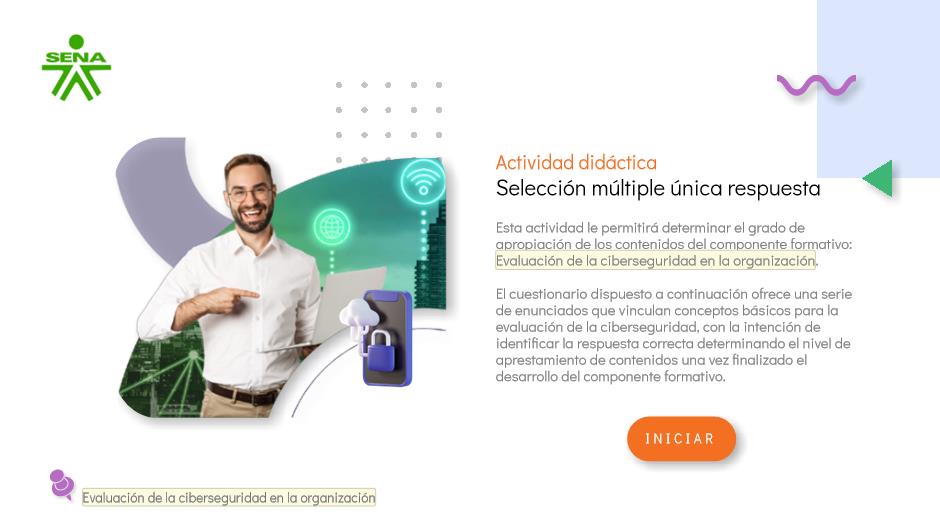 SENA
Actividad didáctica
Selección múltiple única respuesta
Esta actividad le permitirá determinar el grado de
apropiación de los contenidos del componente formativo:
Evaluación de la ciberseguridad en la organización.
El cuestionario dispuesto a continuación ofrece una serie
de enunciados que vinculan conceptos básicos para la
evaluación de la ciberseguridad, con la intención de
identificar la respuesta correcta determinando el nivel de
aprestamiento de contenidos una vez finalizado el
desarrollo del componente formativo.
INICIAR
Evaluación de la ciberseguridad en la organización